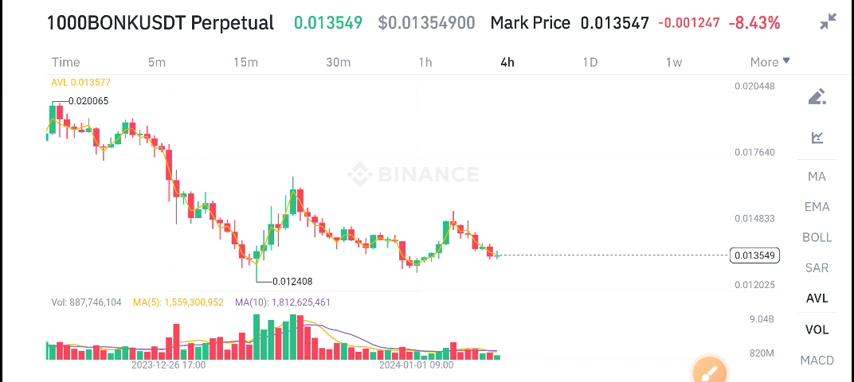 1000BONKUSDT Perpetual 0.013549 $0.01354900 Mark Price 0.013547 -0.001247 -8.43%
Time 5m 15m 30m 1h 4h 1D 1w More
AVL 0.013577
0.020448
0.020065
0.017640
BINANCE
MA
EMA
0.014833
BOLL
0.013549
SAR
0.012408
0.012025
AVL
Vol: 887,746,104 MA(5): 1,559,300,952 MA(10): 1,812,625,461
9.04B
VOL
820M
MACD
2023-12-26 17:00 2024-01-01 09:00